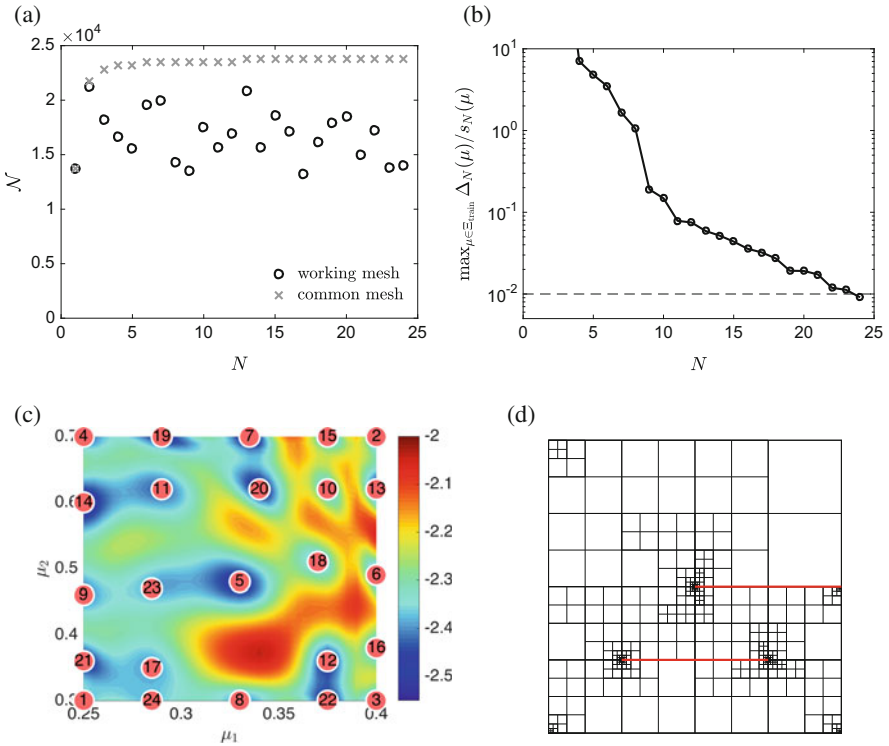 (a)
×10⁴
2.5
2
1.5
1
0.5
0
𝒩
0 5 10 15 20 25
N
working mesh
common mesh
(b)
10¹
10⁰
10⁻¹
10⁻²
max_{μ∈Ξ_train} Δ_N(μ)/s_N(μ)
0 5 10 15 20 25
N
(c)
0.7
0.6
0.5
0.4
0.3
μ₂
4 19 7 15 2
11 20 10 13
14
18
5 6
23
9
16
21 17 12
1 24 8 22 3
0.25 0.3 0.35 0.4
μ₁
-2
-2.1
-2.2
-2.3
-2.4
-2.5
(d)